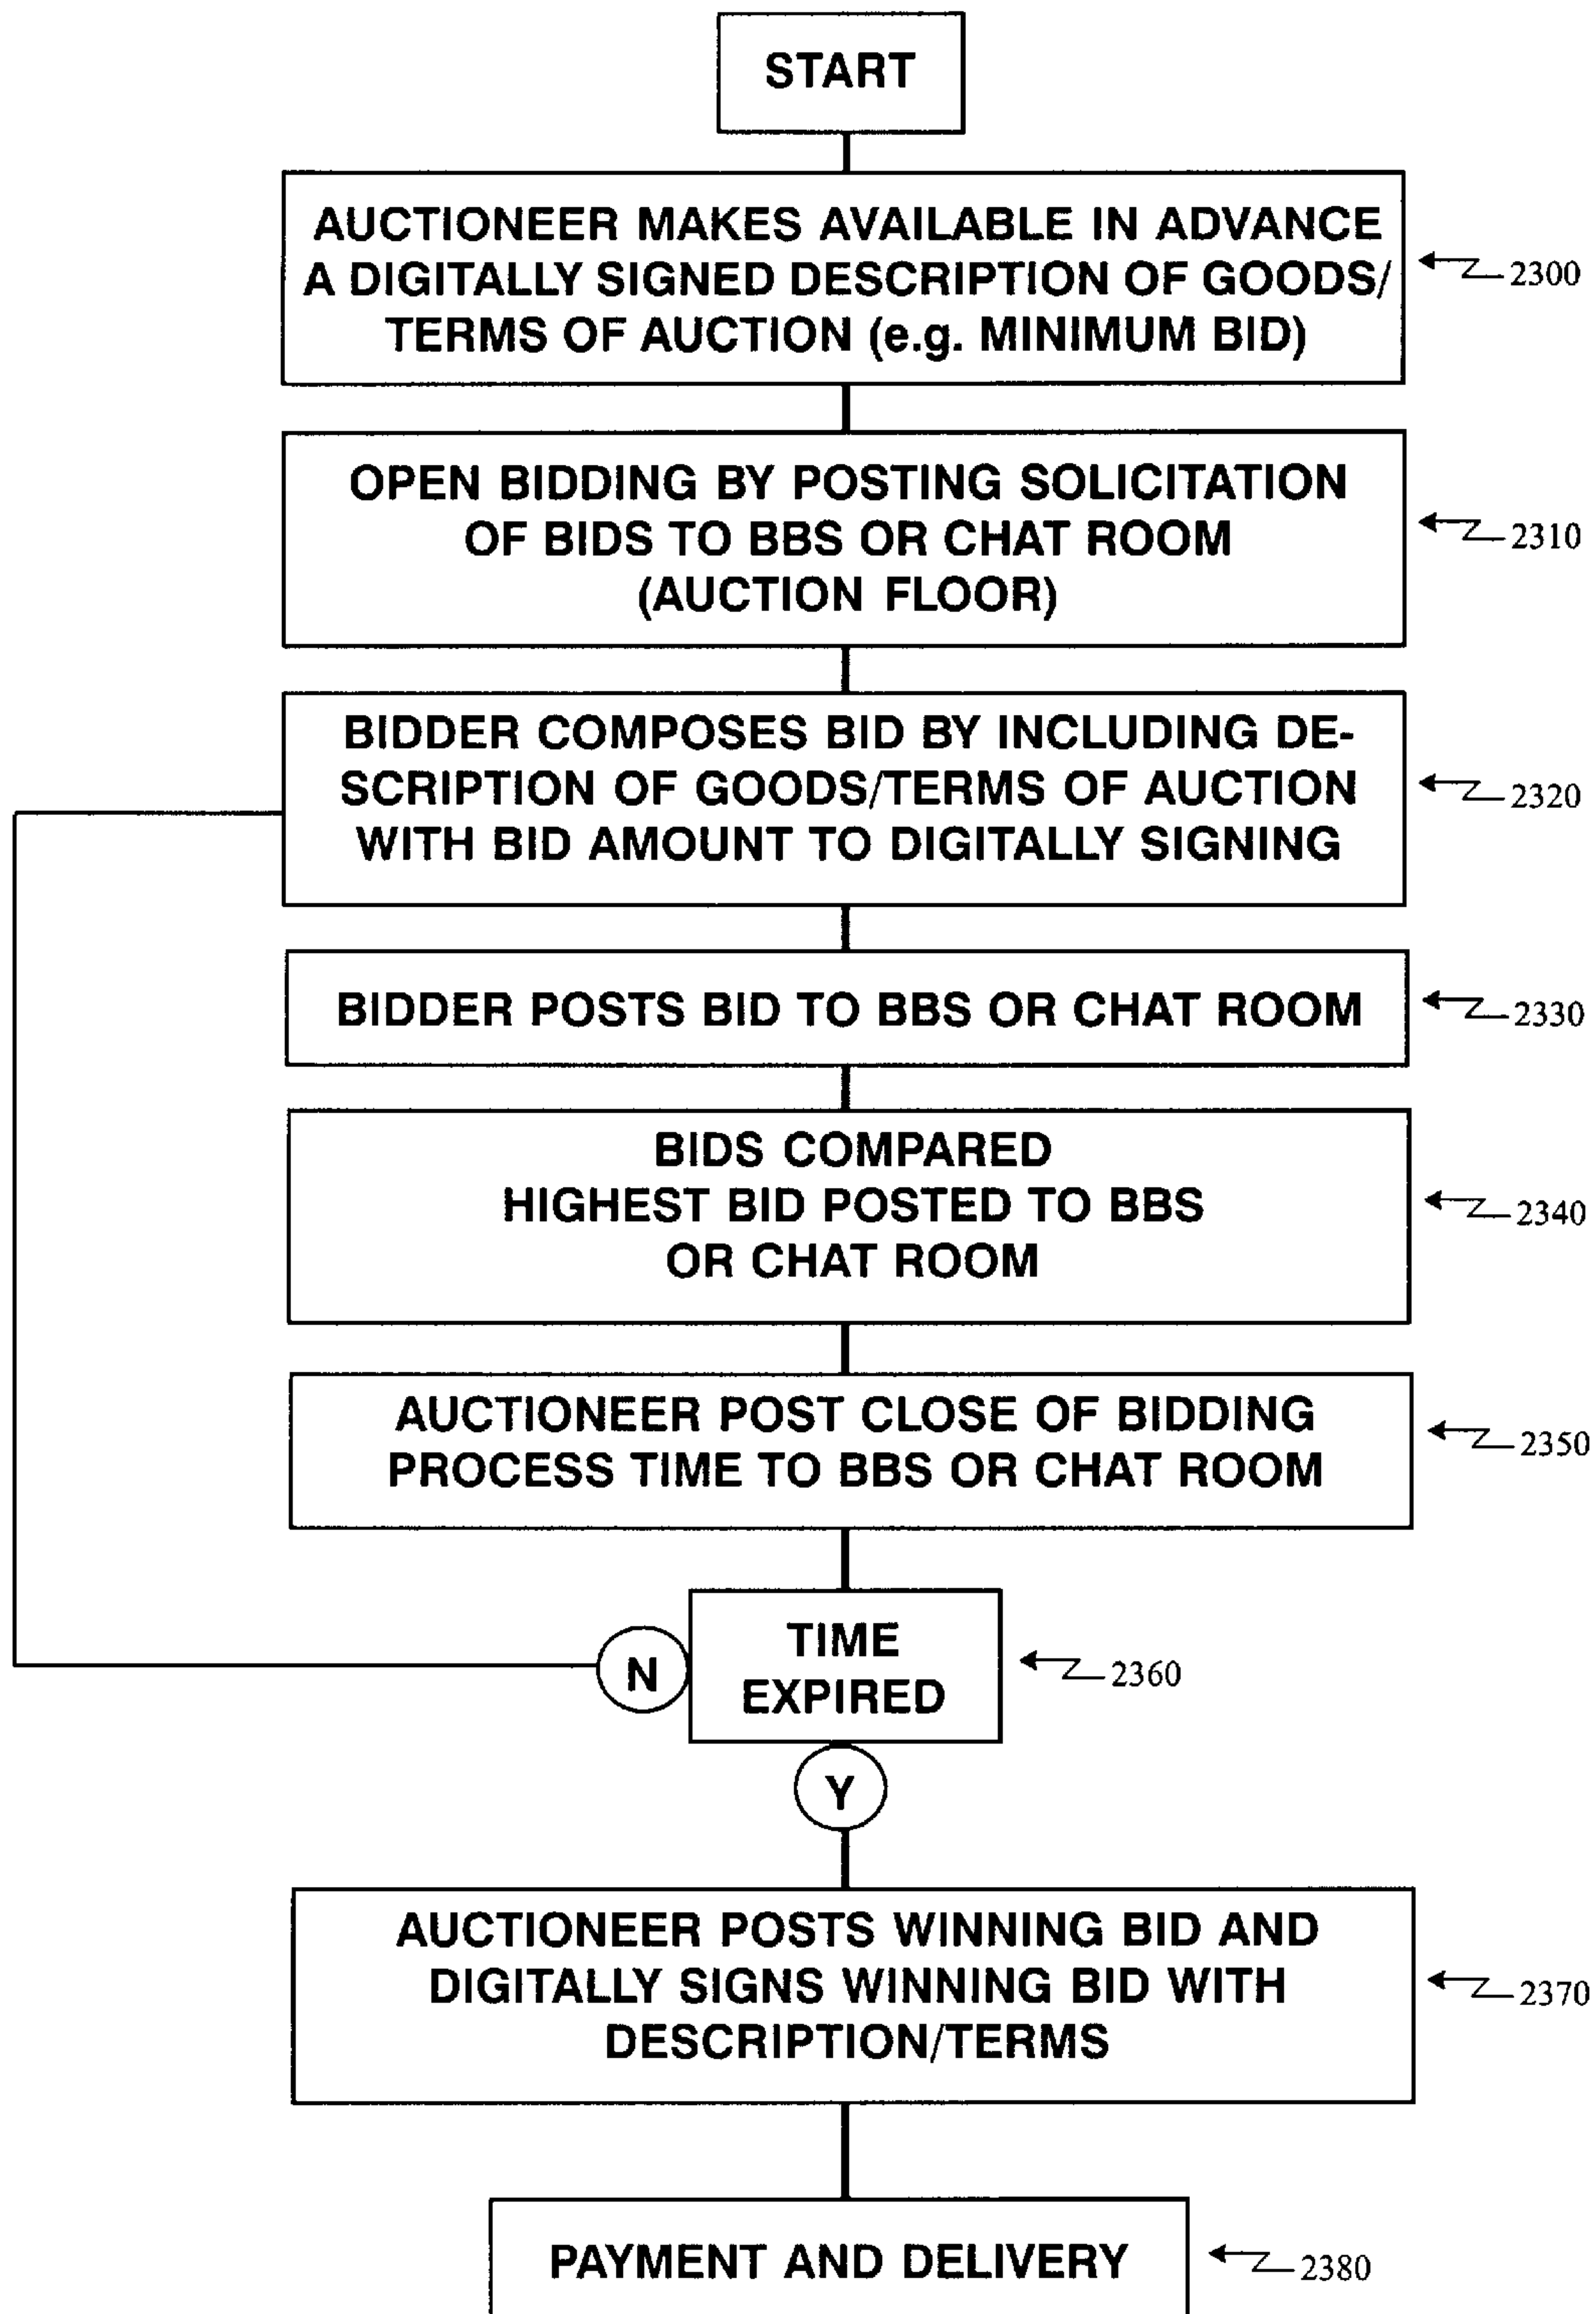 START
AUCTIONEER MAKES AVAILABLE IN ADVANCE
A DIGITALLY SIGNED DESCRIPTION OF GOODS/
TERMS OF AUCTION (e.g. MINIMUM BID)
2300
OPEN BIDDING BY POSTING SOLICITATION
OF BIDS TO BBS OR CHAT ROOM
(AUCTION FLOOR)
2310
BIDDER COMPOSES BID BY INCLUDING DE-
SCRIPTION OF GOODS/TERMS OF AUCTION
WITH BID AMOUNT TO DIGITALLY SIGNING
2320
BIDDER POSTS BID TO BBS OR CHAT ROOM
2330
BIDS COMPARED
HIGHEST BID POSTED TO BBS
OR CHAT ROOM
2340
AUCTIONEER POST CLOSE OF BIDDING
PROCESS TIME TO BBS OR CHAT ROOM
2350
TIME
EXPIRED
2360
N
Y
AUCTIONEER POSTS WINNING BID AND
DIGITALLY SIGNS WINNING BID WITH
DESCRIPTION/TERMS
2370
PAYMENT AND DELIVERY
2380